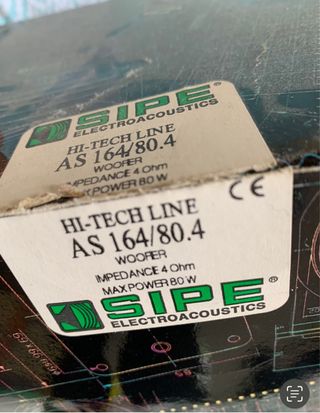 SIPE®
ELECTROACOUSTICS
HI-TECH LINE
AS 164/80.4
WOOFER
IMPEDANCE 4 Ohm
MAX POWER 80 W
CE
HI-TECH LINE
AS 164/80.4
WOOFER
IMPEDANCE 4 Ohm
MAX POWER 80 W
SIPE®
ELECTROACOUSTICS